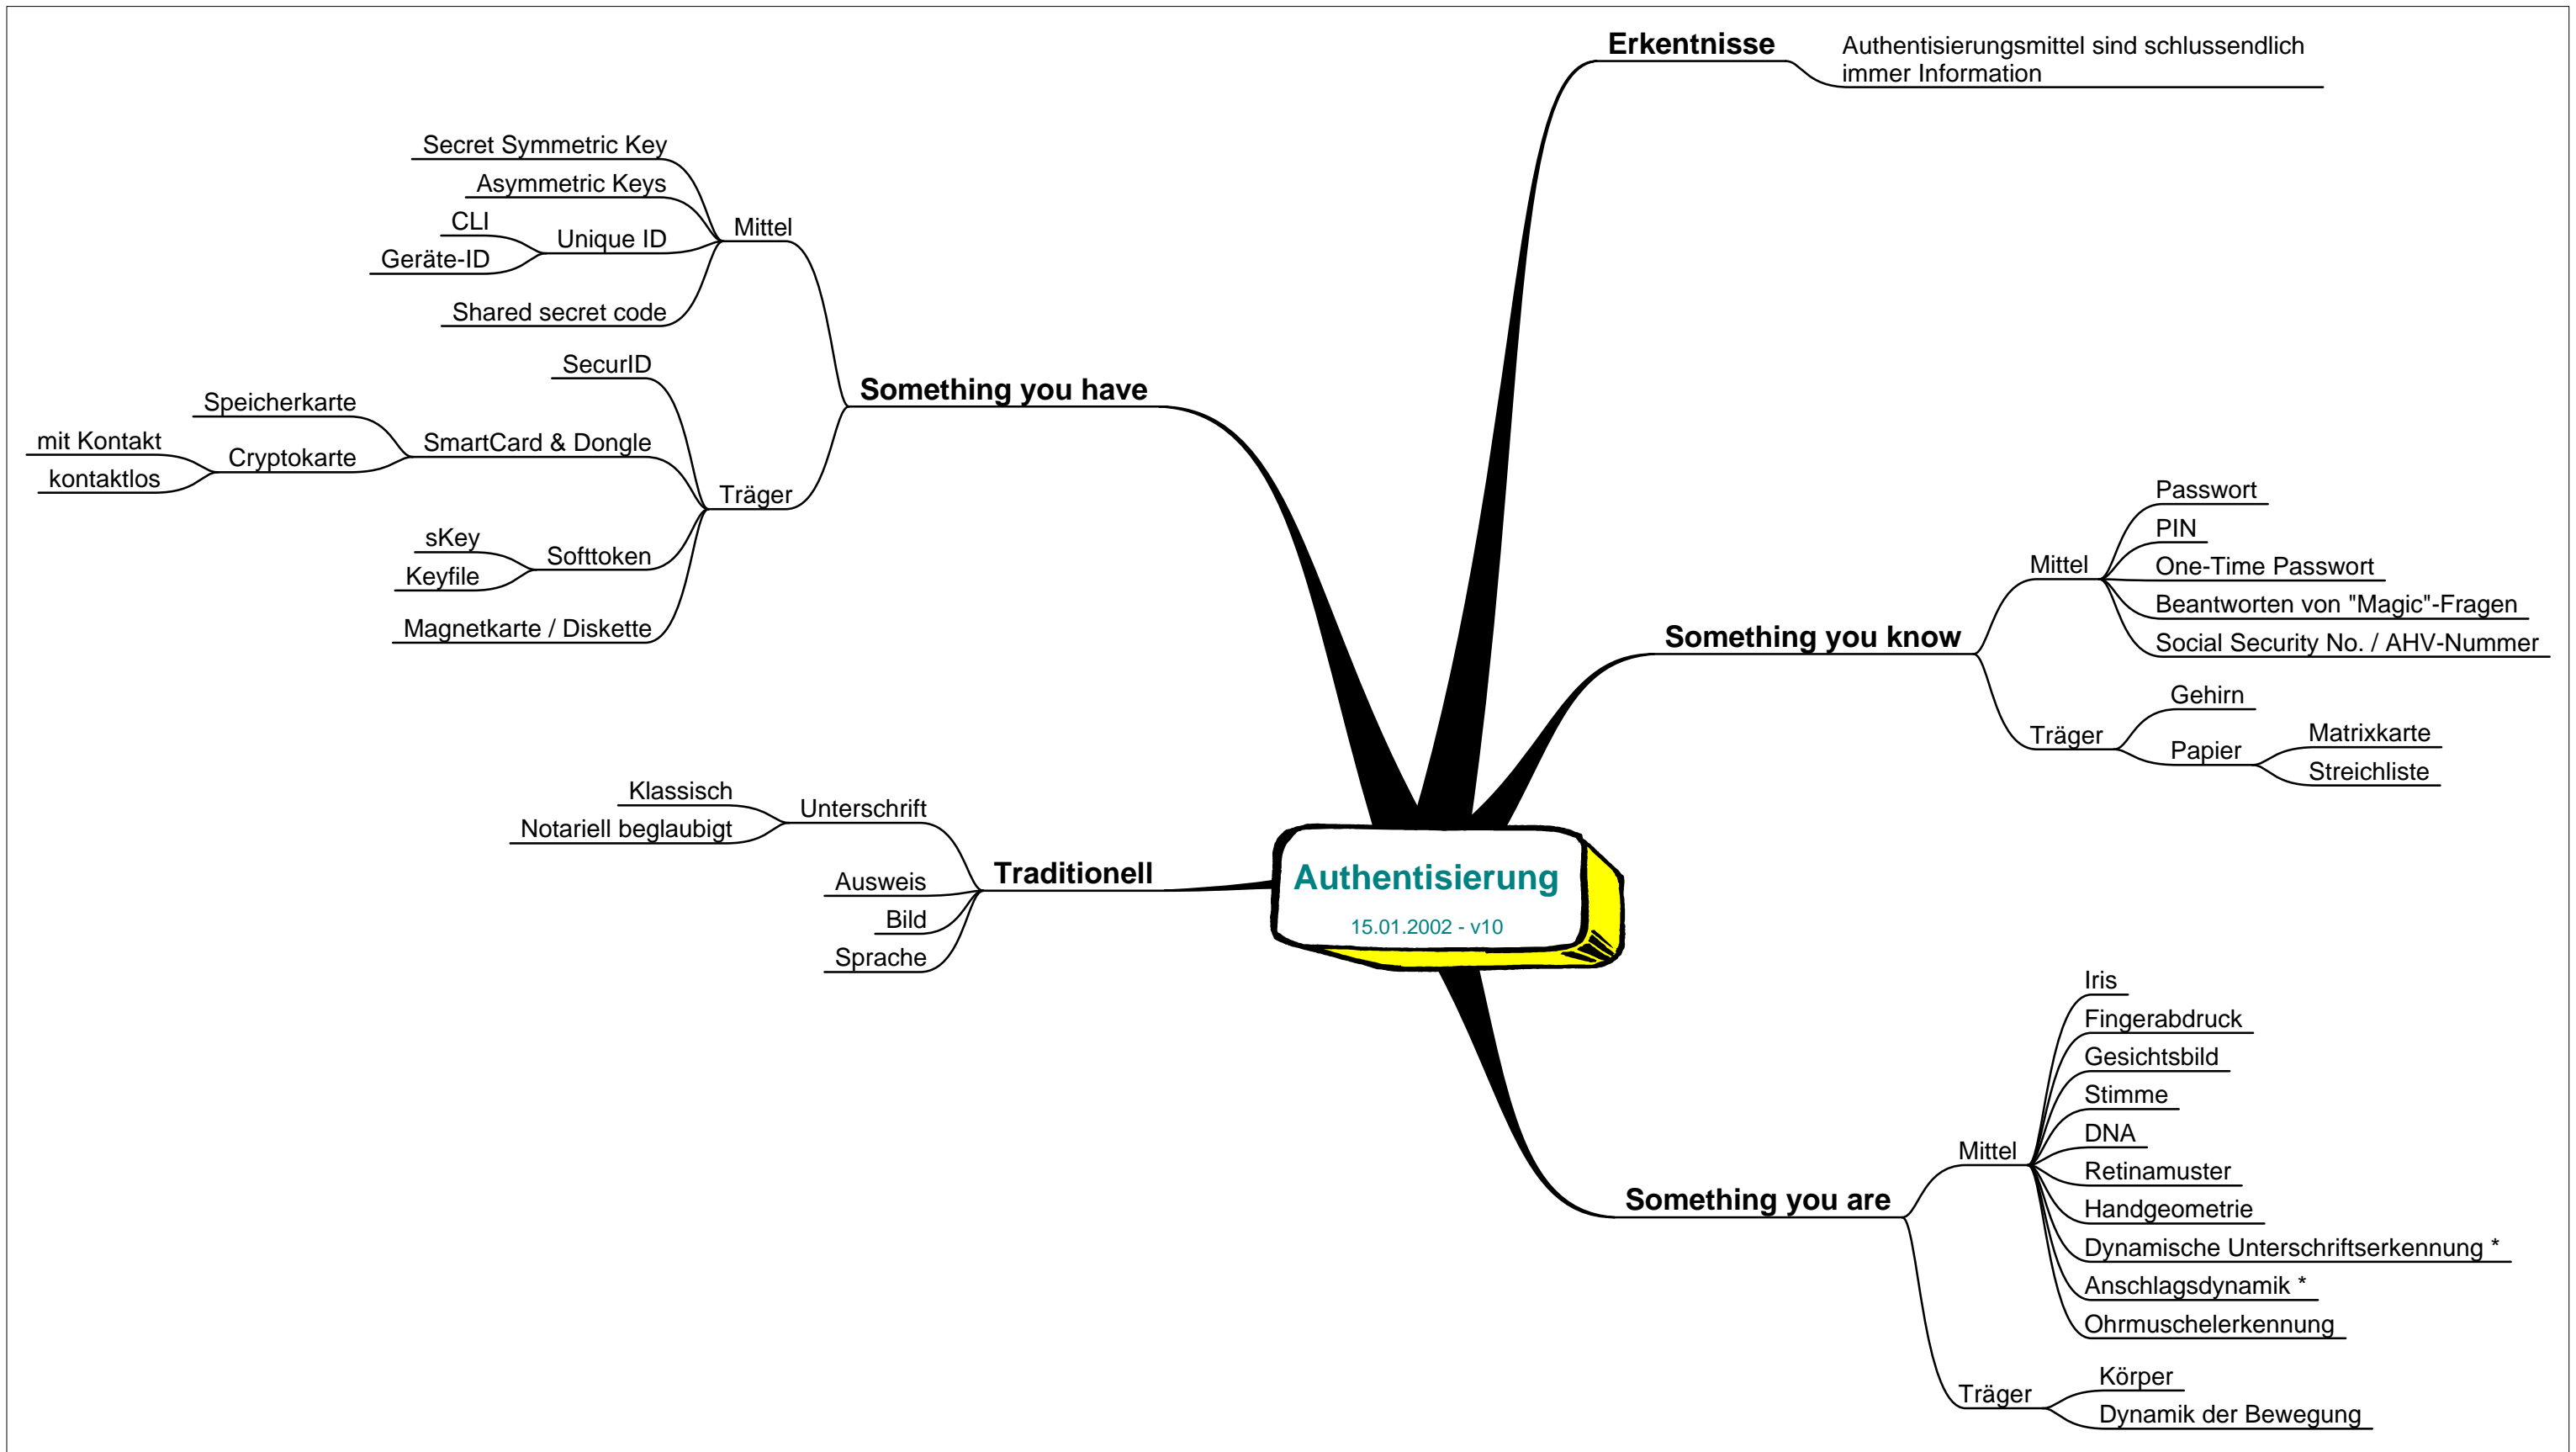 Erkentnisse
Authentisierungsmittel sind schlussendlich
immer Information
Secret Symmetric Key
Asymmetric Keys
CLI
Geräte-ID
Unique ID
Shared secret code
Mittel
SecurID
Speicherkarte
mit Kontakt
kontaktlos
Cryptokarte
SmartCard & Dongle
sKey
Keyfile
Softtoken
Magnetkarte / Diskette
Träger
Something you have
Something you know
Mittel
Passwort
PIN
One-Time Passwort
Beantworten von "Magic"-Fragen
Social Security No. / AHV-Nummer
Träger
Gehirn
Papier
Matrixkarte
Streichliste
Klassisch
Notariell beglaubigt
Unterschrift
Ausweis
Bild
Sprache
Traditionell
Authentisierung
15.01.2002 - v10
Something you are
Mittel
Iris
Fingerabdruck
Gesichtsbild
Stimme
DNA
Retinamuster
Handgeometrie
Dynamische Unterschriftserkennung *
Anschlagsdynamik *
Ohrmuschelerkennung
Träger
Körper
Dynamik der Bewegung